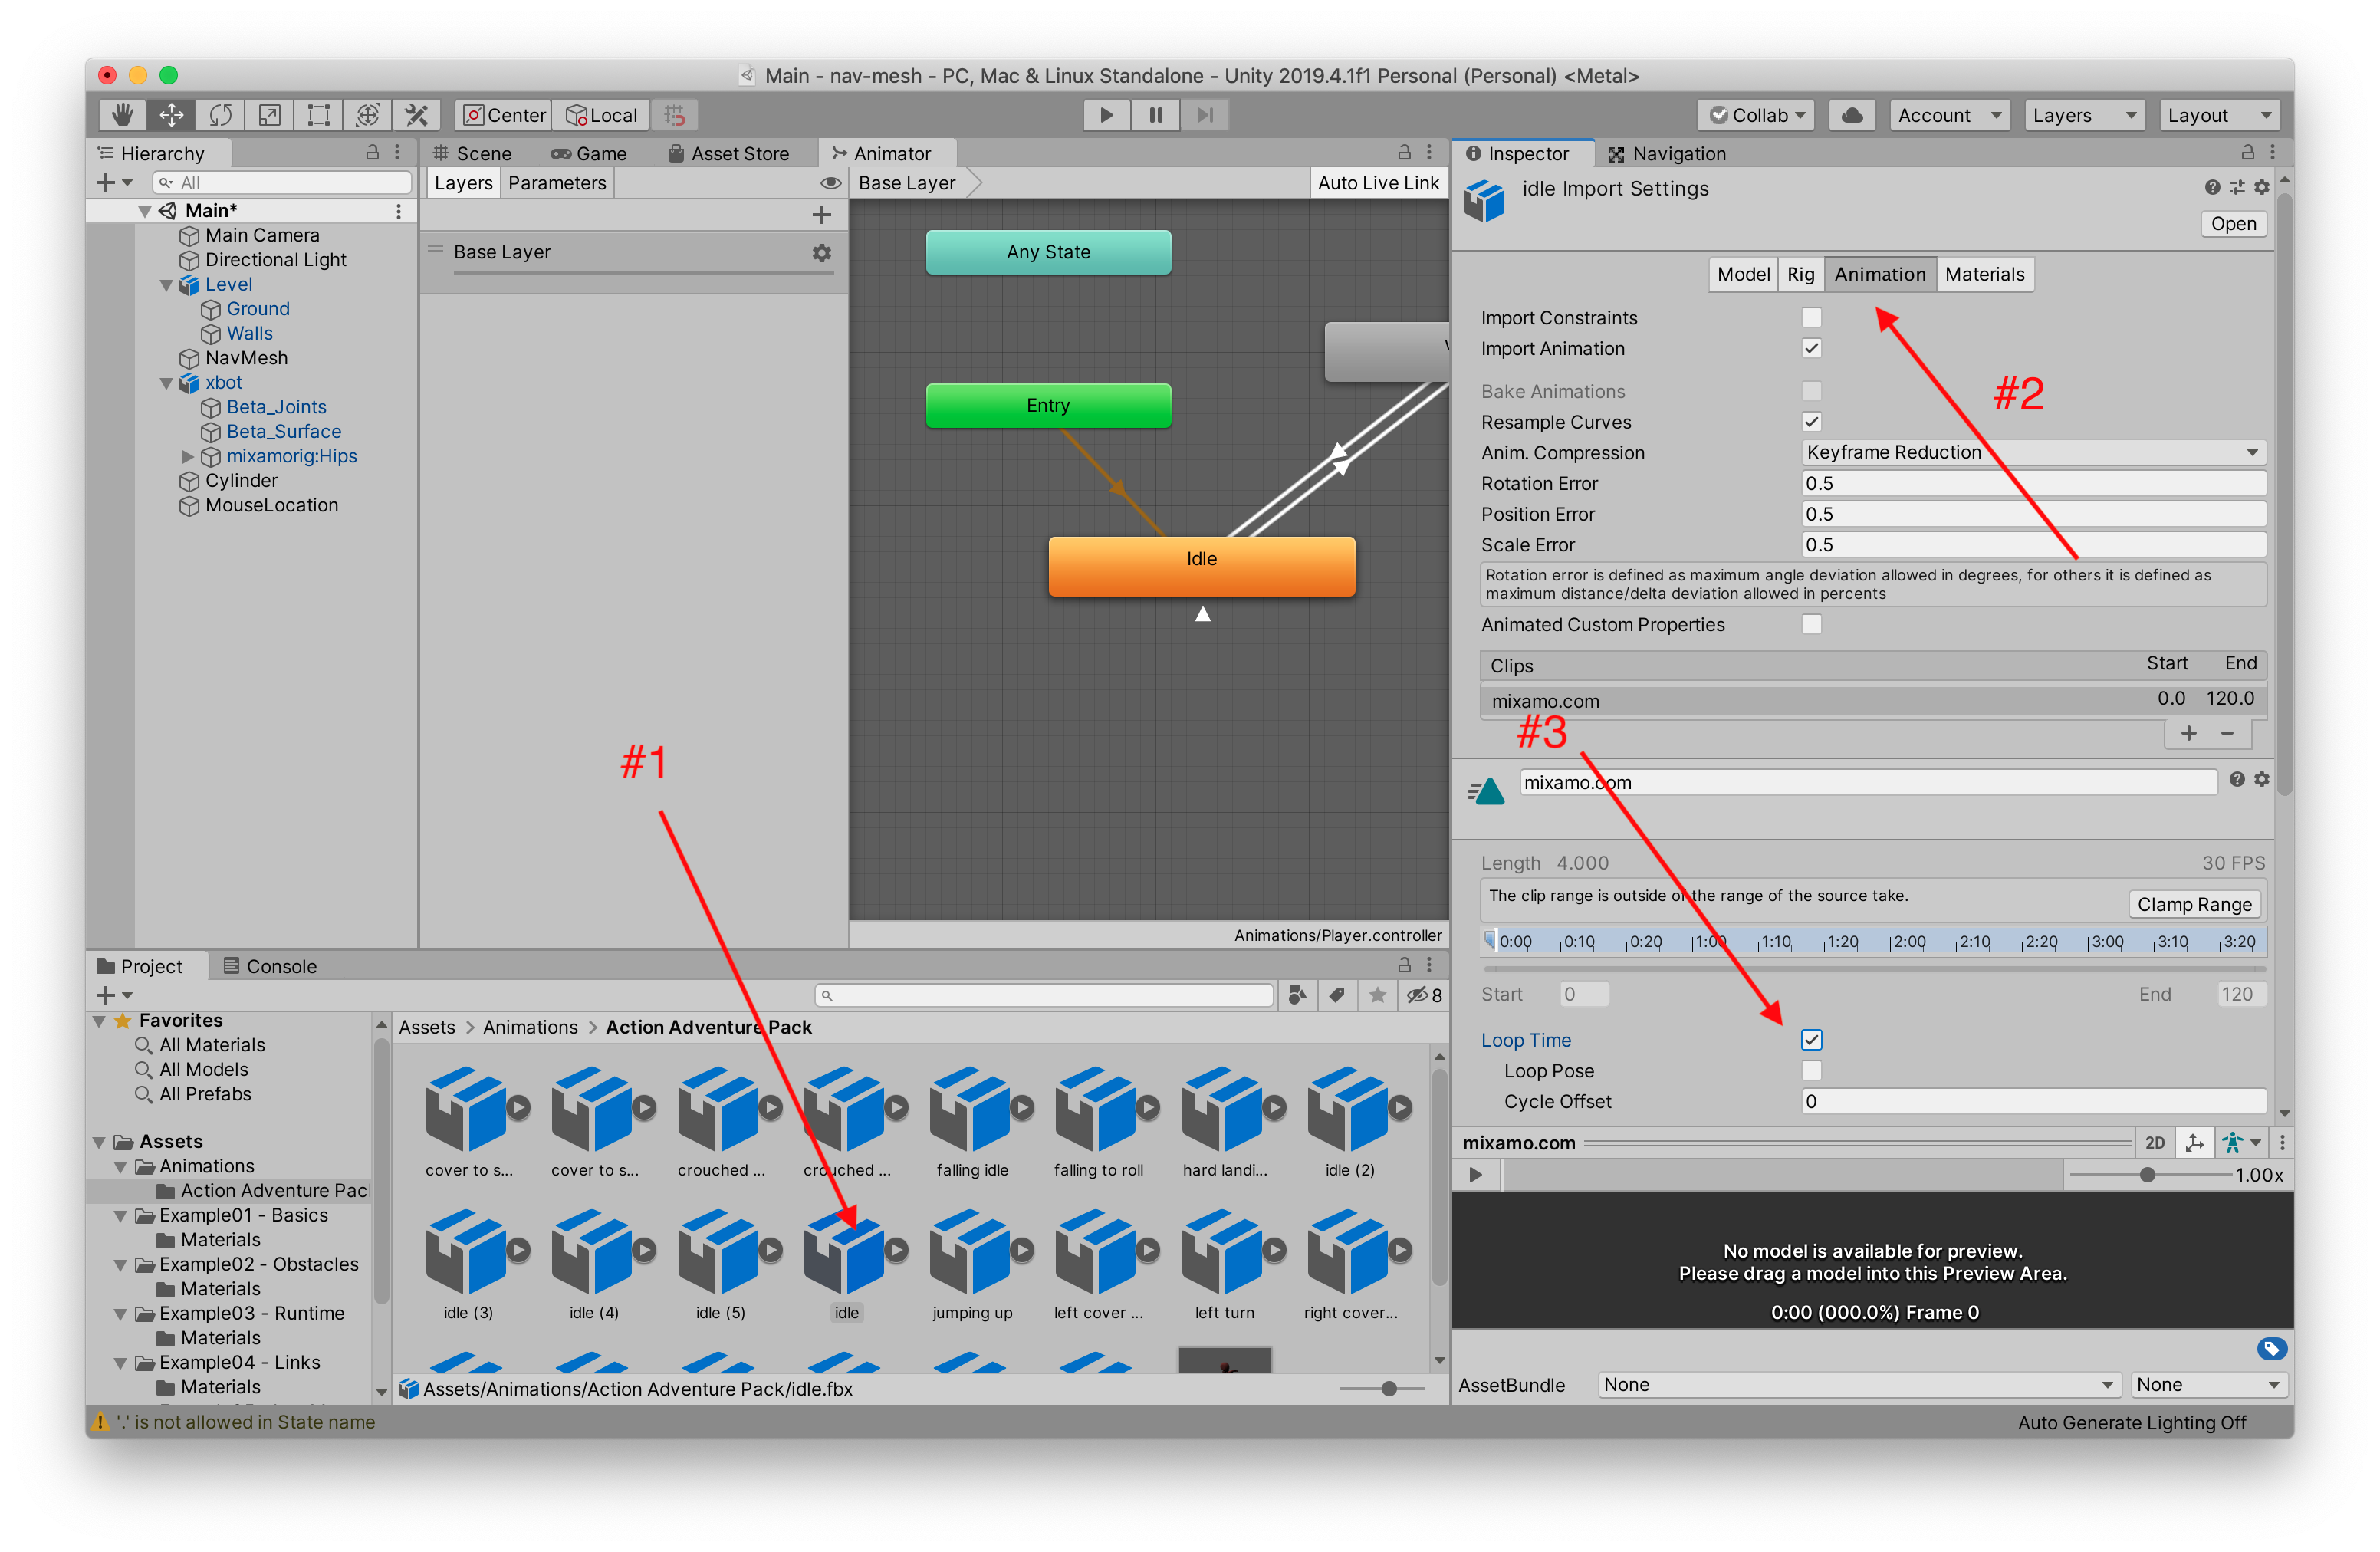 Main - nav-mesh - PC, Mac & Linux Standalone - Unity 2019.4.1f1 Personal (Personal) <Metal>
Center
Local
Collab
Account
Layers
Layout
Hierarchy
All
Main*
Main Camera
Directional Light
Level
Ground
Walls
NavMesh
xbot
Beta_Joints
Beta_Surface
mixamorig:Hips
Cylinder
MouseLocation
Scene
Game
Asset Store
Animator
Layers
Parameters
Base Layer
Auto Live Link
Base Layer
Any State
Entry
Idle
#1
Animations/Player.controller
Inspector
Navigation
idle Import Settings
Open
Model
Rig
Animation
Materials
Import Constraints
Import Animation
#2
Bake Animations
Resample Curves
Anim. Compression
Keyframe Reduction
Rotation Error
0.5
Position Error
0.5
Scale Error
0.5
Rotation error is defined as maximum angle deviation allowed in degrees, for others it is defined as
maximum distance/delta deviation allowed in percents
Animated Custom Properties
Clips Start End
mixamo.com 0.0 120.0
#3
mixamo.com
Length 4.000 30 FPS
The clip range is outside of the range of the source take.
Clamp Range
0:00 0:10 0:20 1:00 1:10 1:20 2:00 2:10 2:20 3:00 3:10 3:20
Start 0 End 120
Loop Time
Loop Pose
Cycle Offset 0
mixamo.com
2D
1.00x
No model is available for preview.
Please drag a model into this Preview Area.
0:00 (000.0%) Frame 0
AssetBundle None None
Project
Console
8
Favorites
All Materials
All Models
All Prefabs
Assets
Animations
Action Adventure Pac
Example01 - Basics
Materials
Example02 - Obstacles
Materials
Example03 - Runtime
Materials
Example04 - Links
Materials
Assets > Animations > Action Adventure Pack
cover to s... cover to s... crouched ... crouched ... falling idle falling to roll hard landi... idle (2)
idle (3) idle (4) idle (5) idle jumping up left cover ... left turn right cover...
Assets/Animations/Action Adventure Pack/idle.fbx
'.' is not allowed in State name
Auto Generate Lighting Off